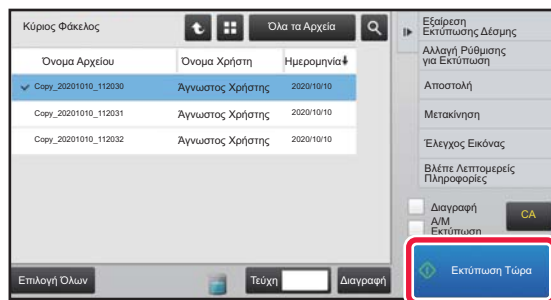 Κύριος Φάκελος
Όλα τα Αρχεία
Όνομα Αρχείου
Όνομα Χρήστη
Ημερομηνία
Copy_20201010_112030
Άγνωστος Χρήστης
2020/10/10
Copy_20201010_112031
Άγνωστος Χρήστης
2020/10/10
Copy_20201010_112032
Άγνωστος Χρήστης
2020/10/10
Επιλογή Όλων
Τεύχη
Διαγραφή
Εξαίρεση
Εκτύπωσης Δέσμης
Αλλαγή Ρύθμισης
για Εκτύπωση
Αποστολή
Μετακίνηση
Έλεγχος Εικόνας
Βλέπε Λεπτομερείς
Πληροφορίες
Διαγραφή
Α/Μ
Εκτύπωση
CA
Εκτύπωση Τώρα